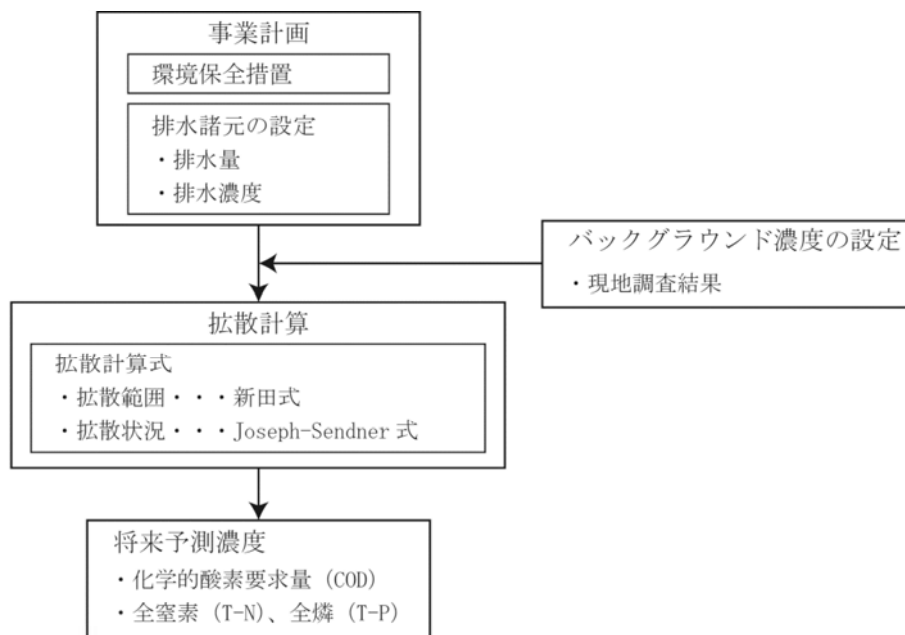 事業計画
環境保全措置
排水諸元の設定
・排水量
・排水濃度
バックグラウンド濃度の設定
・現地調査結果
拡散計算
拡散計算式
・拡散範囲・・・新田式
・拡散状況・・・Joseph-Sendner 式
将来予測濃度
・化学的酸素要求量 (COD)
・全窒素 (T-N)、全燐 (T-P)